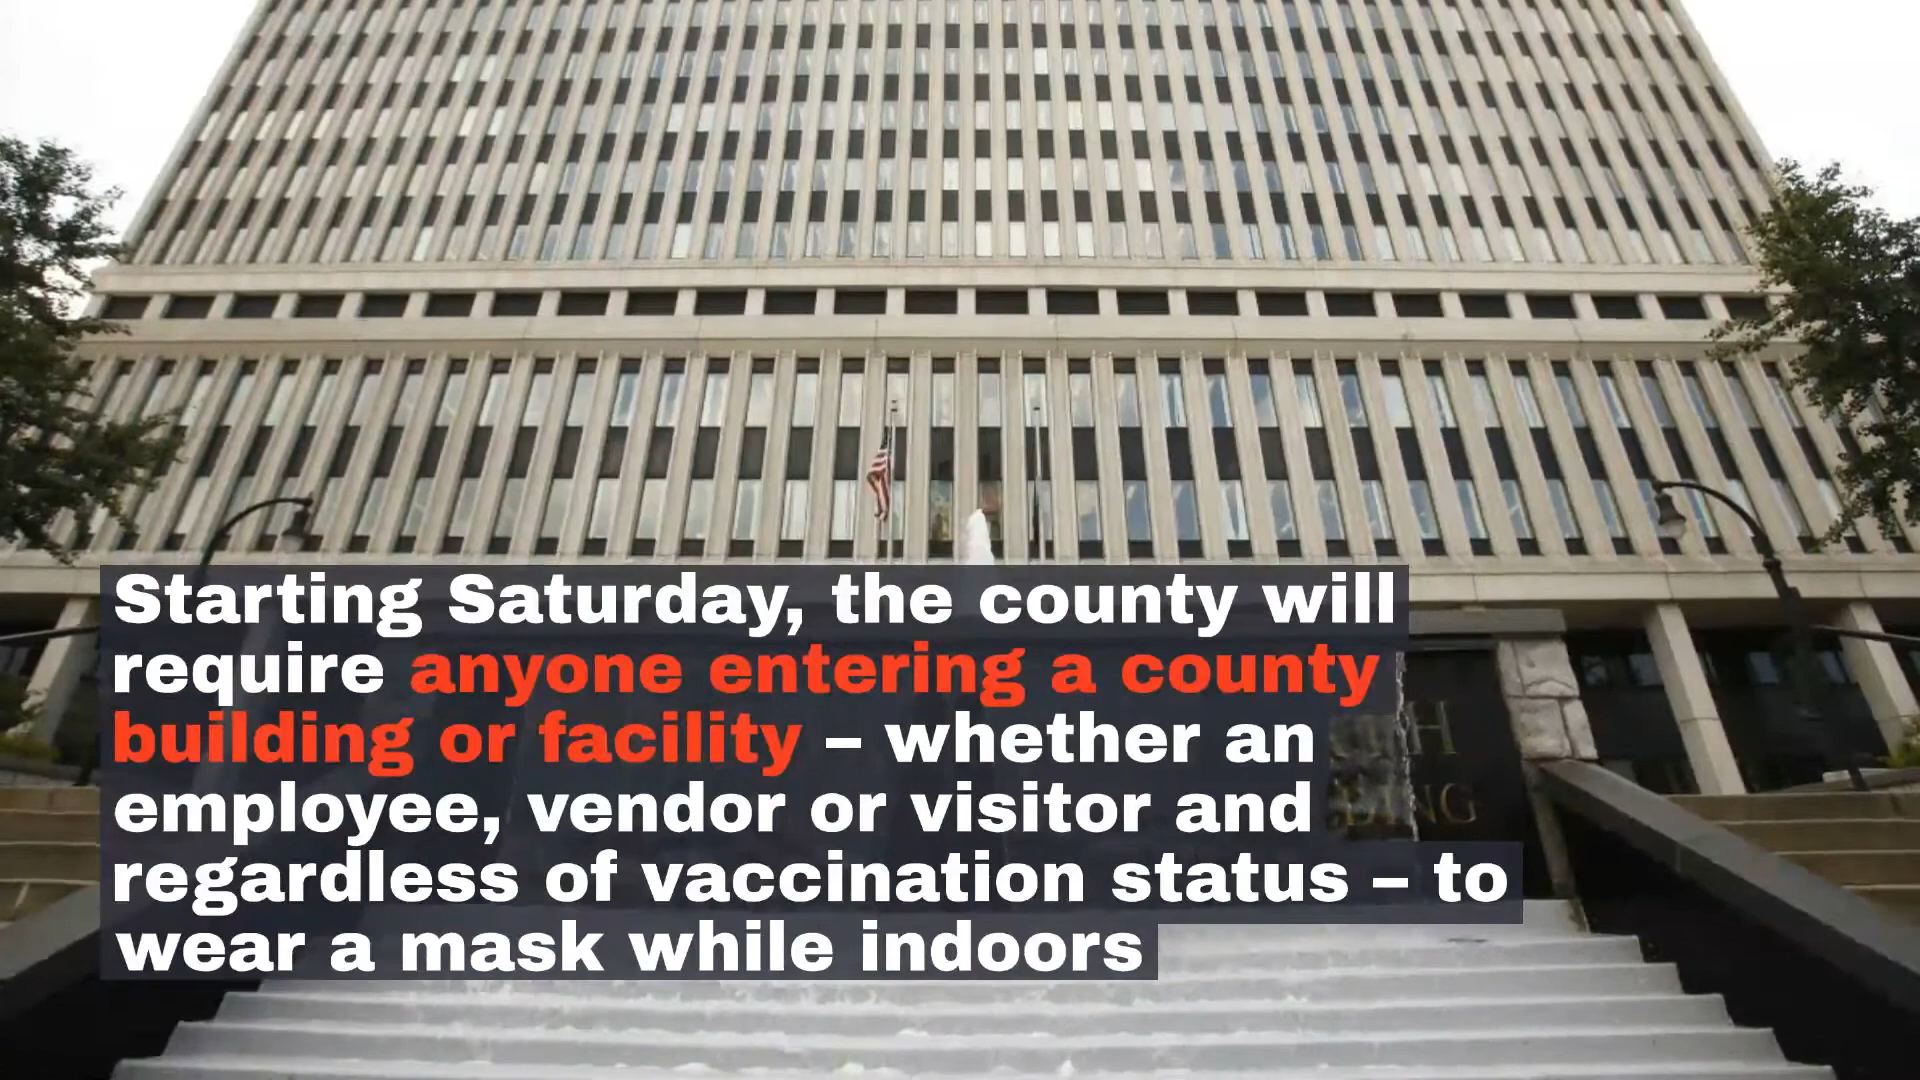 Starting Saturday, the county will
require anyone entering a county
building or facility – whether an
employee, vendor or visitor and
regardless of vaccination status – to
wear a mask while indoors